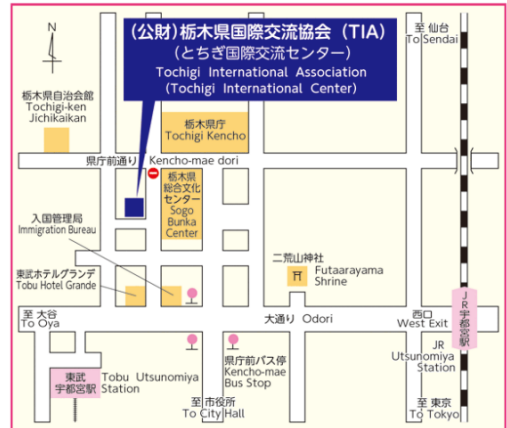 (公財)栃木県国際交流協会 (TIA)
(とちぎ国際交流センター)
Tochigi International Association
(Tochigi International Center)
至 仙台
To Sendai
N
栃木県自治会館
Tochigi-ken
Jichikaikan
栃木県庁
Tochigi Kencho
県庁前通り Kencho-mae dori
栃木県
総合文化
センター
Sogo
Bunka
Center
入国管理局
Immigration Bureau
二荒山神社
Futaarayama
Shrine
東武ホテルグランデ
Tobu Hotel Grande
至 大谷
To Oya
大通り Odori
西口
West Exit
JR宇都宮駅
JR
Utsunomiya
Station
県庁前バス停
Kencho-mae
Bus Stop
東武
宇都宮駅
Tobu Utsunomiya
Station
至 市役所
To City Hall
至 東京
To Tokyo